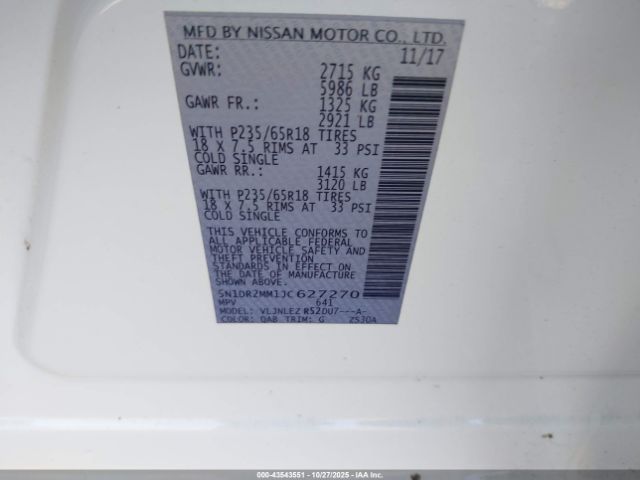 MFD BY NISSAN MOTOR CO., LTD.
DATE: 11/17
GVWR: 2715 KG
5986 LB
GAWR FR.: 1325 KG
2921 LB
WITH P235/65R18 TIRES
18 X 7.5 RIMS AT 33 PSI
COLD SINGLE
GAWR RR.: 1415 KG
3120 LB
WITH P235/65R18 TIRES
18 X 7.5 RIMS AT 33 PSI
COLD SINGLE
THIS VEHICLE CONFORMS TO
ALL APPLICABLE FEDERAL
MOTOR VEHICLE SAFETY AND
THEFT PREVENTION
STANDARDS IN EFFECT ON
THE DATE OF MANUFACTURE
5N1DR2MM1JC627270
MPV 641
MODEL: VLJNLEZ R52DU7---A-
COLOR: QAB TRIM: G 2530A
000-43543551 | 10/27/2025 | IAA, Inc.